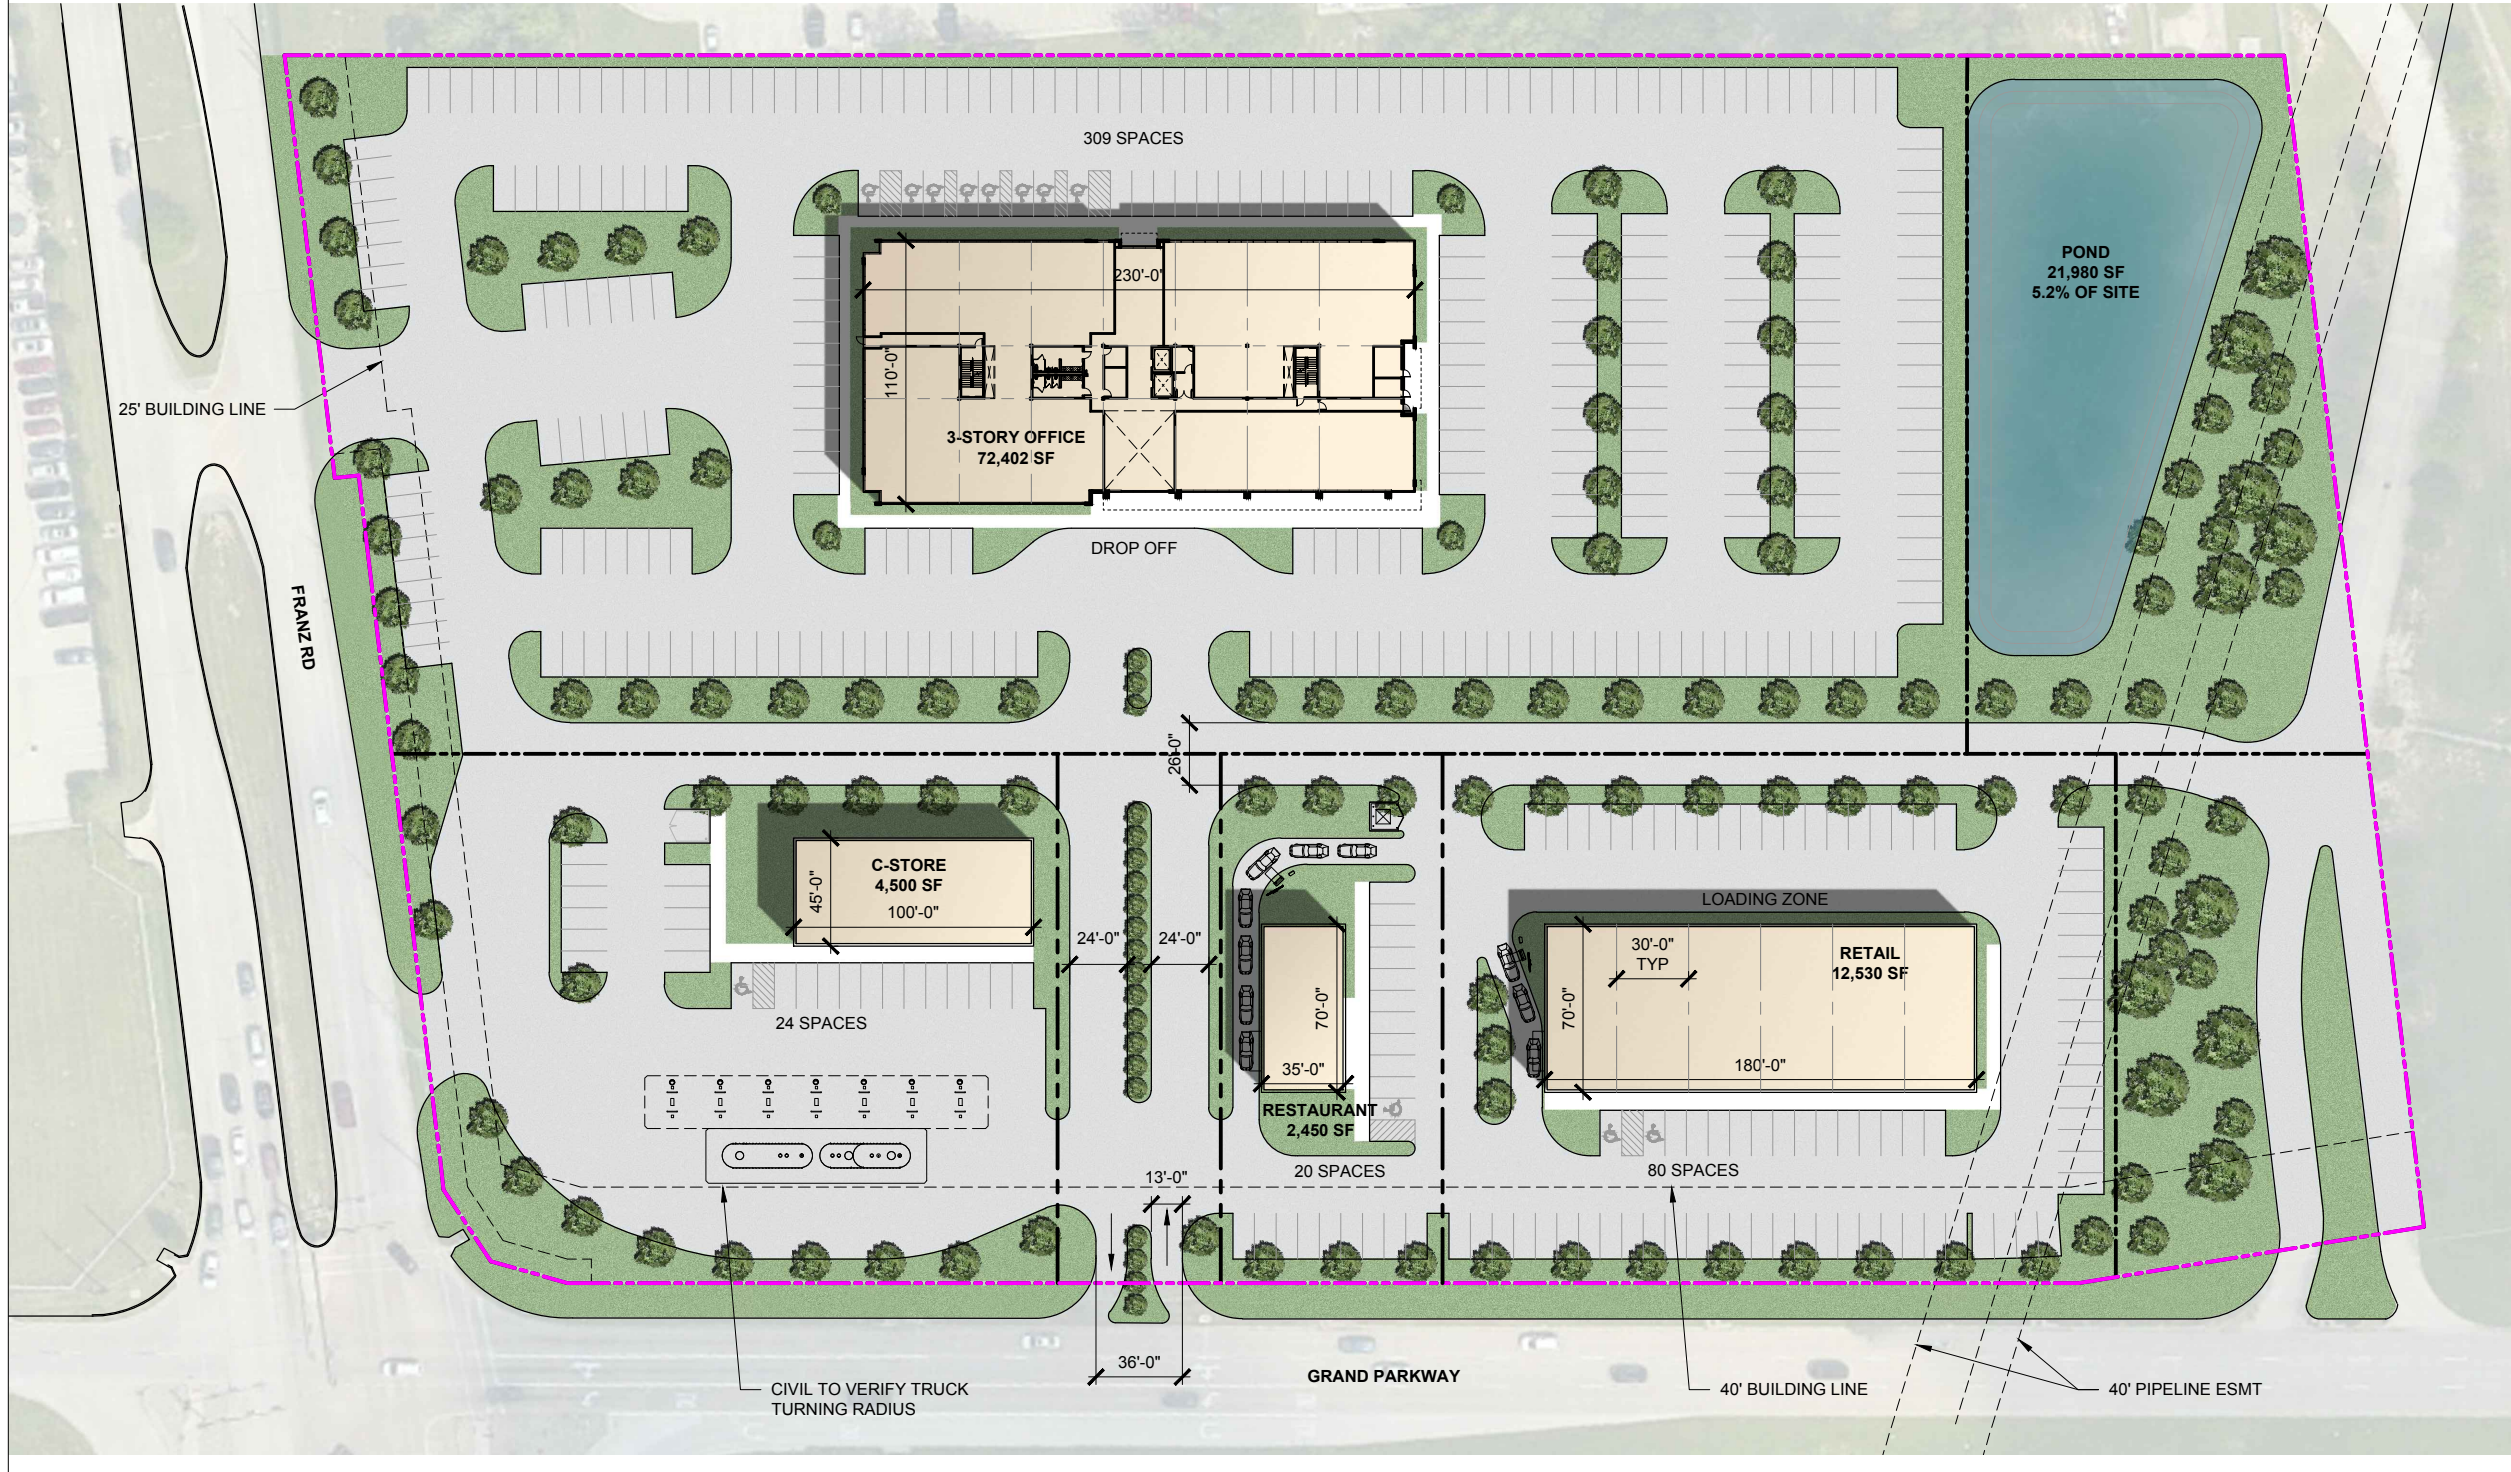 309 SPACES
POND
21,980 SF
5.2% OF SITE
230'-0"
110'-0"
25' BUILDING LINE
3-STORY OFFICE
72,402 SF
DROP OFF
FRANZ RD
26'-0"
C-STORE
4,500 SF
45'-0"
100'-0"
24'-0"
24'-0"
LOADING ZONE
30'-0"
TYP
RETAIL
12,530 SF
70'-0"
70'-0"
24 SPACES
35'-0"
180'-0"
RESTAURANT
2,450 SF
20 SPACES
80 SPACES
13'-0"
36'-0"
GRAND PARKWAY
CIVIL TO VERIFY TRUCK
TURNING RADIUS
40' BUILDING LINE
40' PIPELINE ESMT